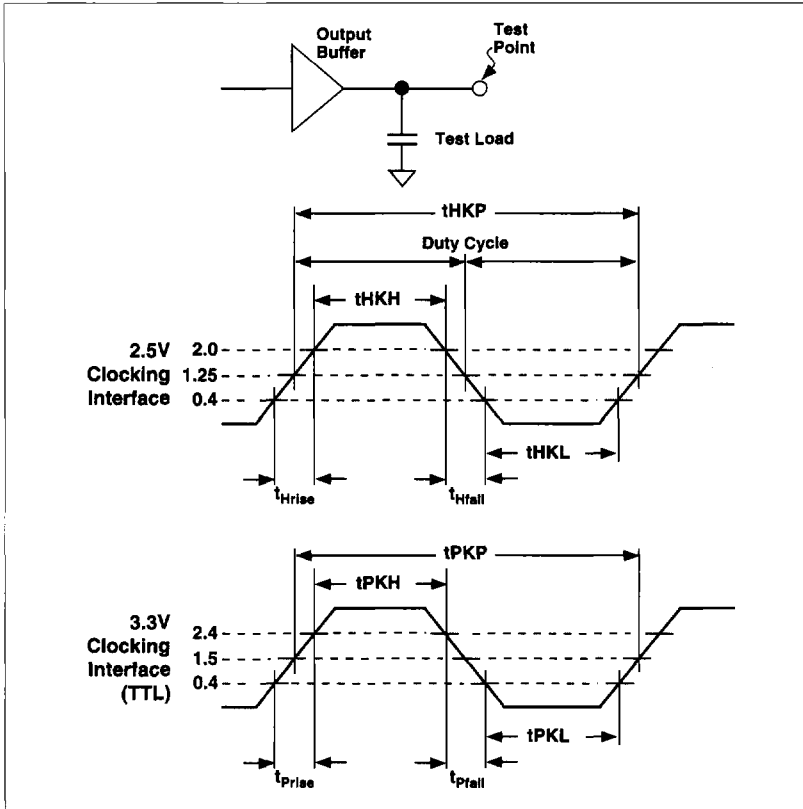 Output
Buffer
Test
Point
Test Load
tHKP
Duty Cycle
tHKH
2.5V
Clocking
Interface
2.0
1.25
0.4
tHKL
tHrise
tHfall
tPKP
tPKH
3.3V
Clocking
Interface
(TTL)
2.4
1.5
0.4
tPKL
tPrise
tPfall